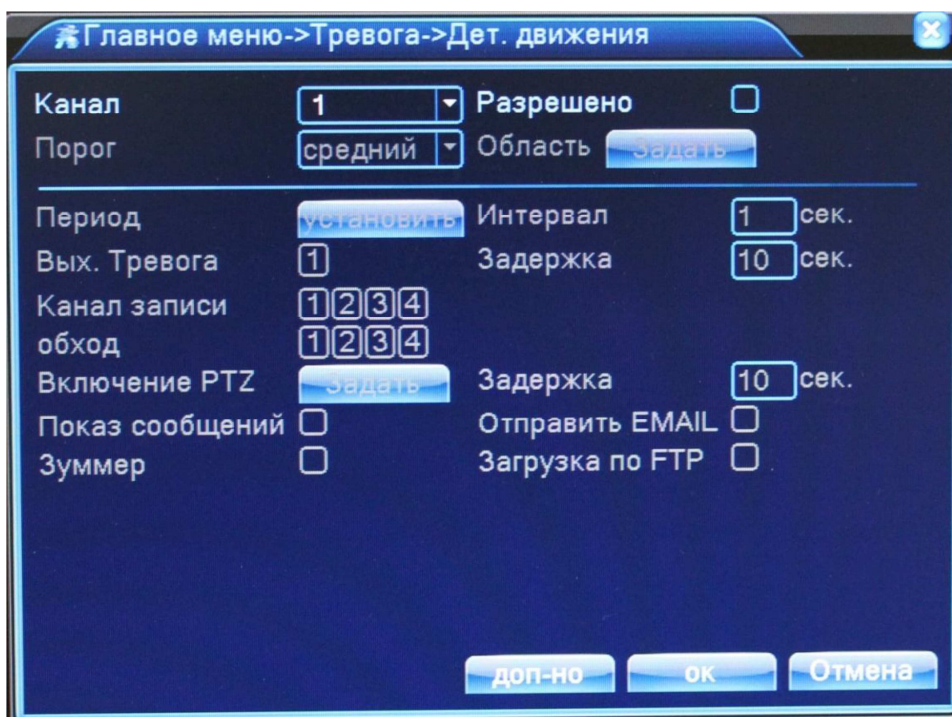 Главное меню->Тревога->Дет. движения
Канал 1 Разрешено
Порог средний Область Задать
Период установить Интервал 1 сек.
Вых. Тревога 1 Задержка 10 сек.
Канал записи 1 2 3 4
обход 1 2 3 4
Включение PTZ Задать Задержка 10 сек.
Показ сообщений Отправить EMAIL
Зуммер Загрузка по FTP
доп-но ок Отмена